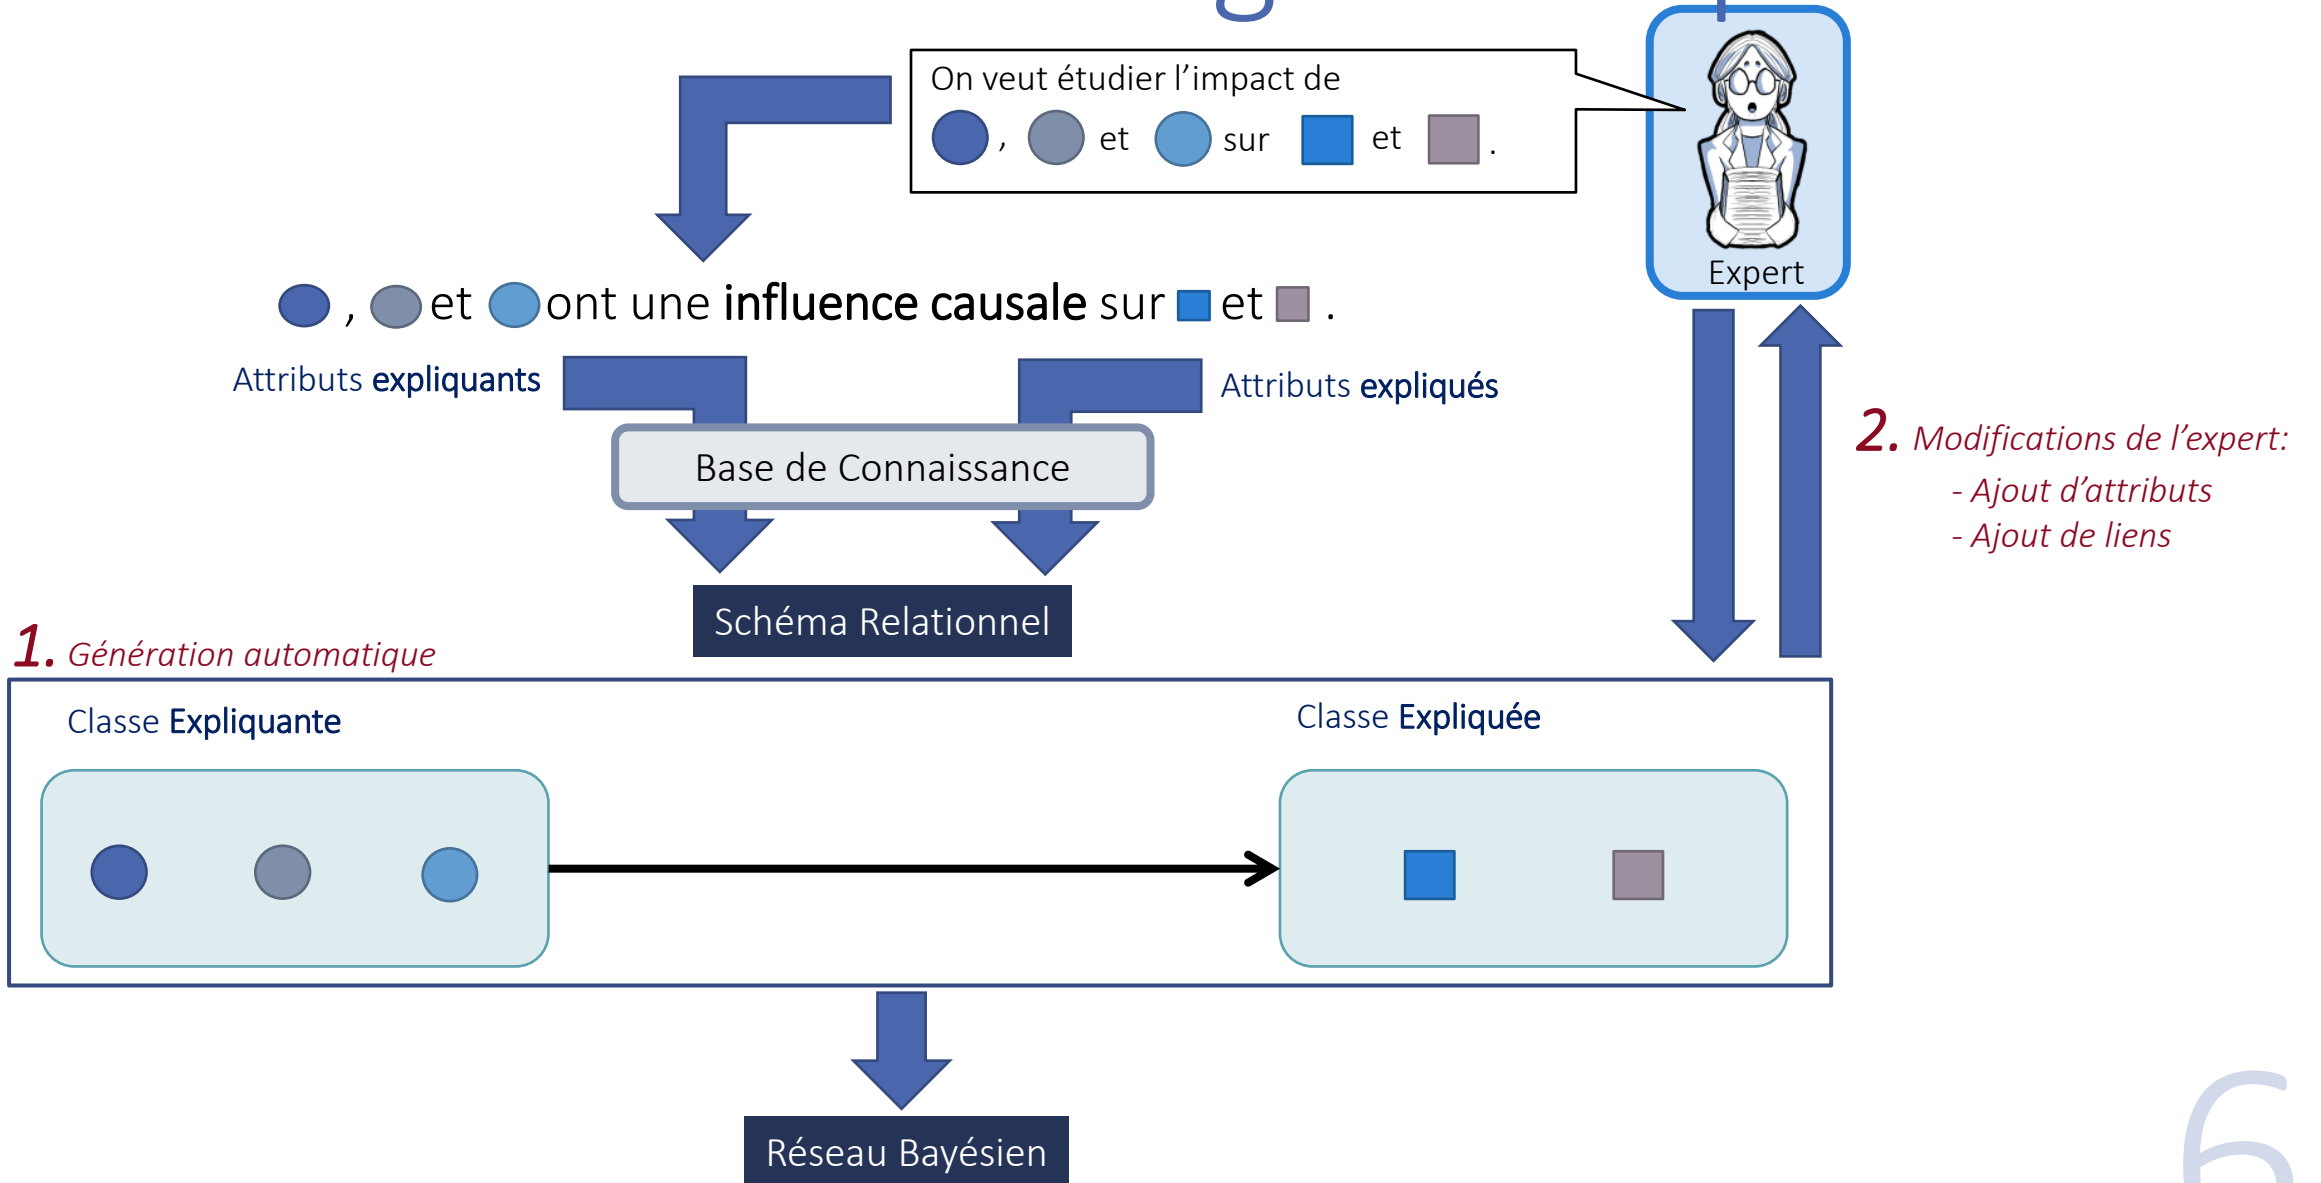 On veut étudier l’impact de
, et sur et .
Expert
, et ont une influence causale sur et .
Attributs expliquants
Attributs expliqués
Base de Connaissance
2. Modifications de l’expert:
- Ajout d’attributs
- Ajout de liens
Schéma Relationnel
1. Génération automatique
Classe Expliquante
Classe Expliquée
Réseau Bayésien
6